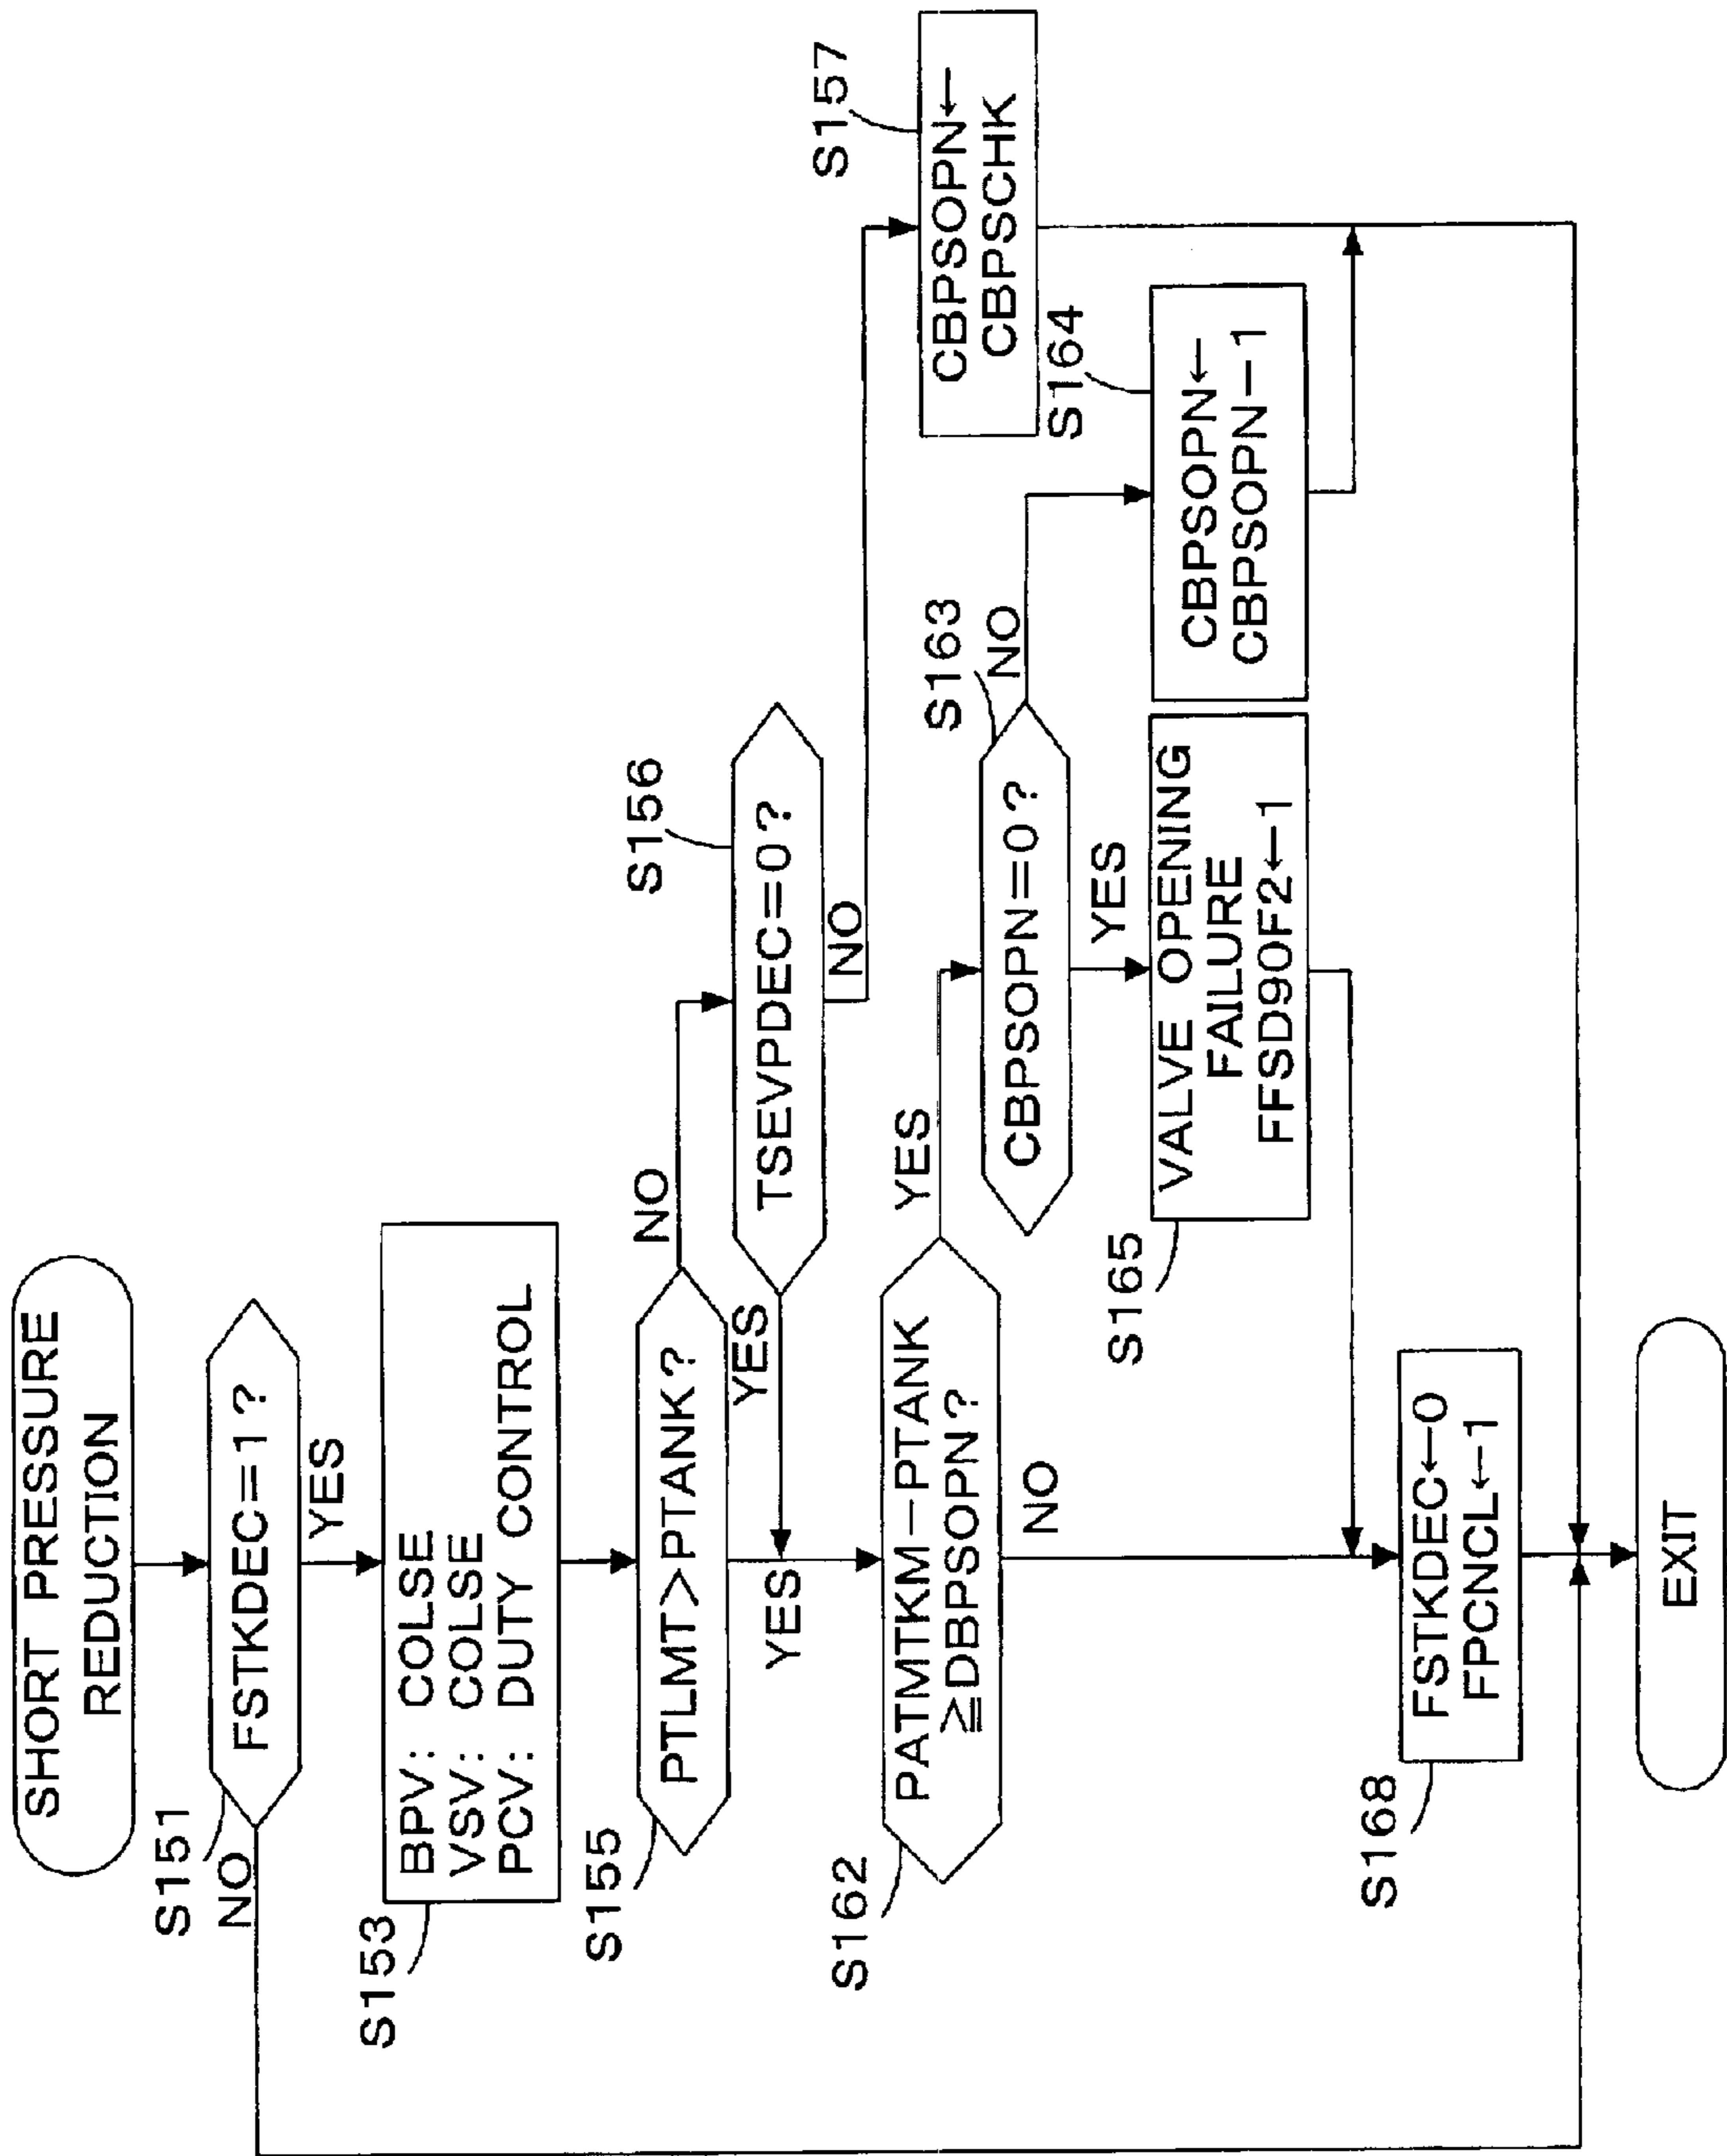 SHORT PRESSURE
REDUCTION
S151
FSTKDEC=1?
NO
YES
S153
BPV: COLSE
VSV: COLSE
PCV: DUTY CONTROL
S155
PTLMT>PTANK?
NO
YES
S156
TSEVPDEC=0?
YES
NO
S157
CBPSOPN←
CBPSCHK
S162
PATMTKM-PTANK
≧DBPSOPN?
YES
NO
S163
CBPSOPN=0?
NO
YES
S164
CBPSOPN←
CBPSOPN-1
S165
VALVE OPENING
FAILURE
FFSD90F2←1
S168
FSTKDEC←0
FPCNCL←1
EXIT